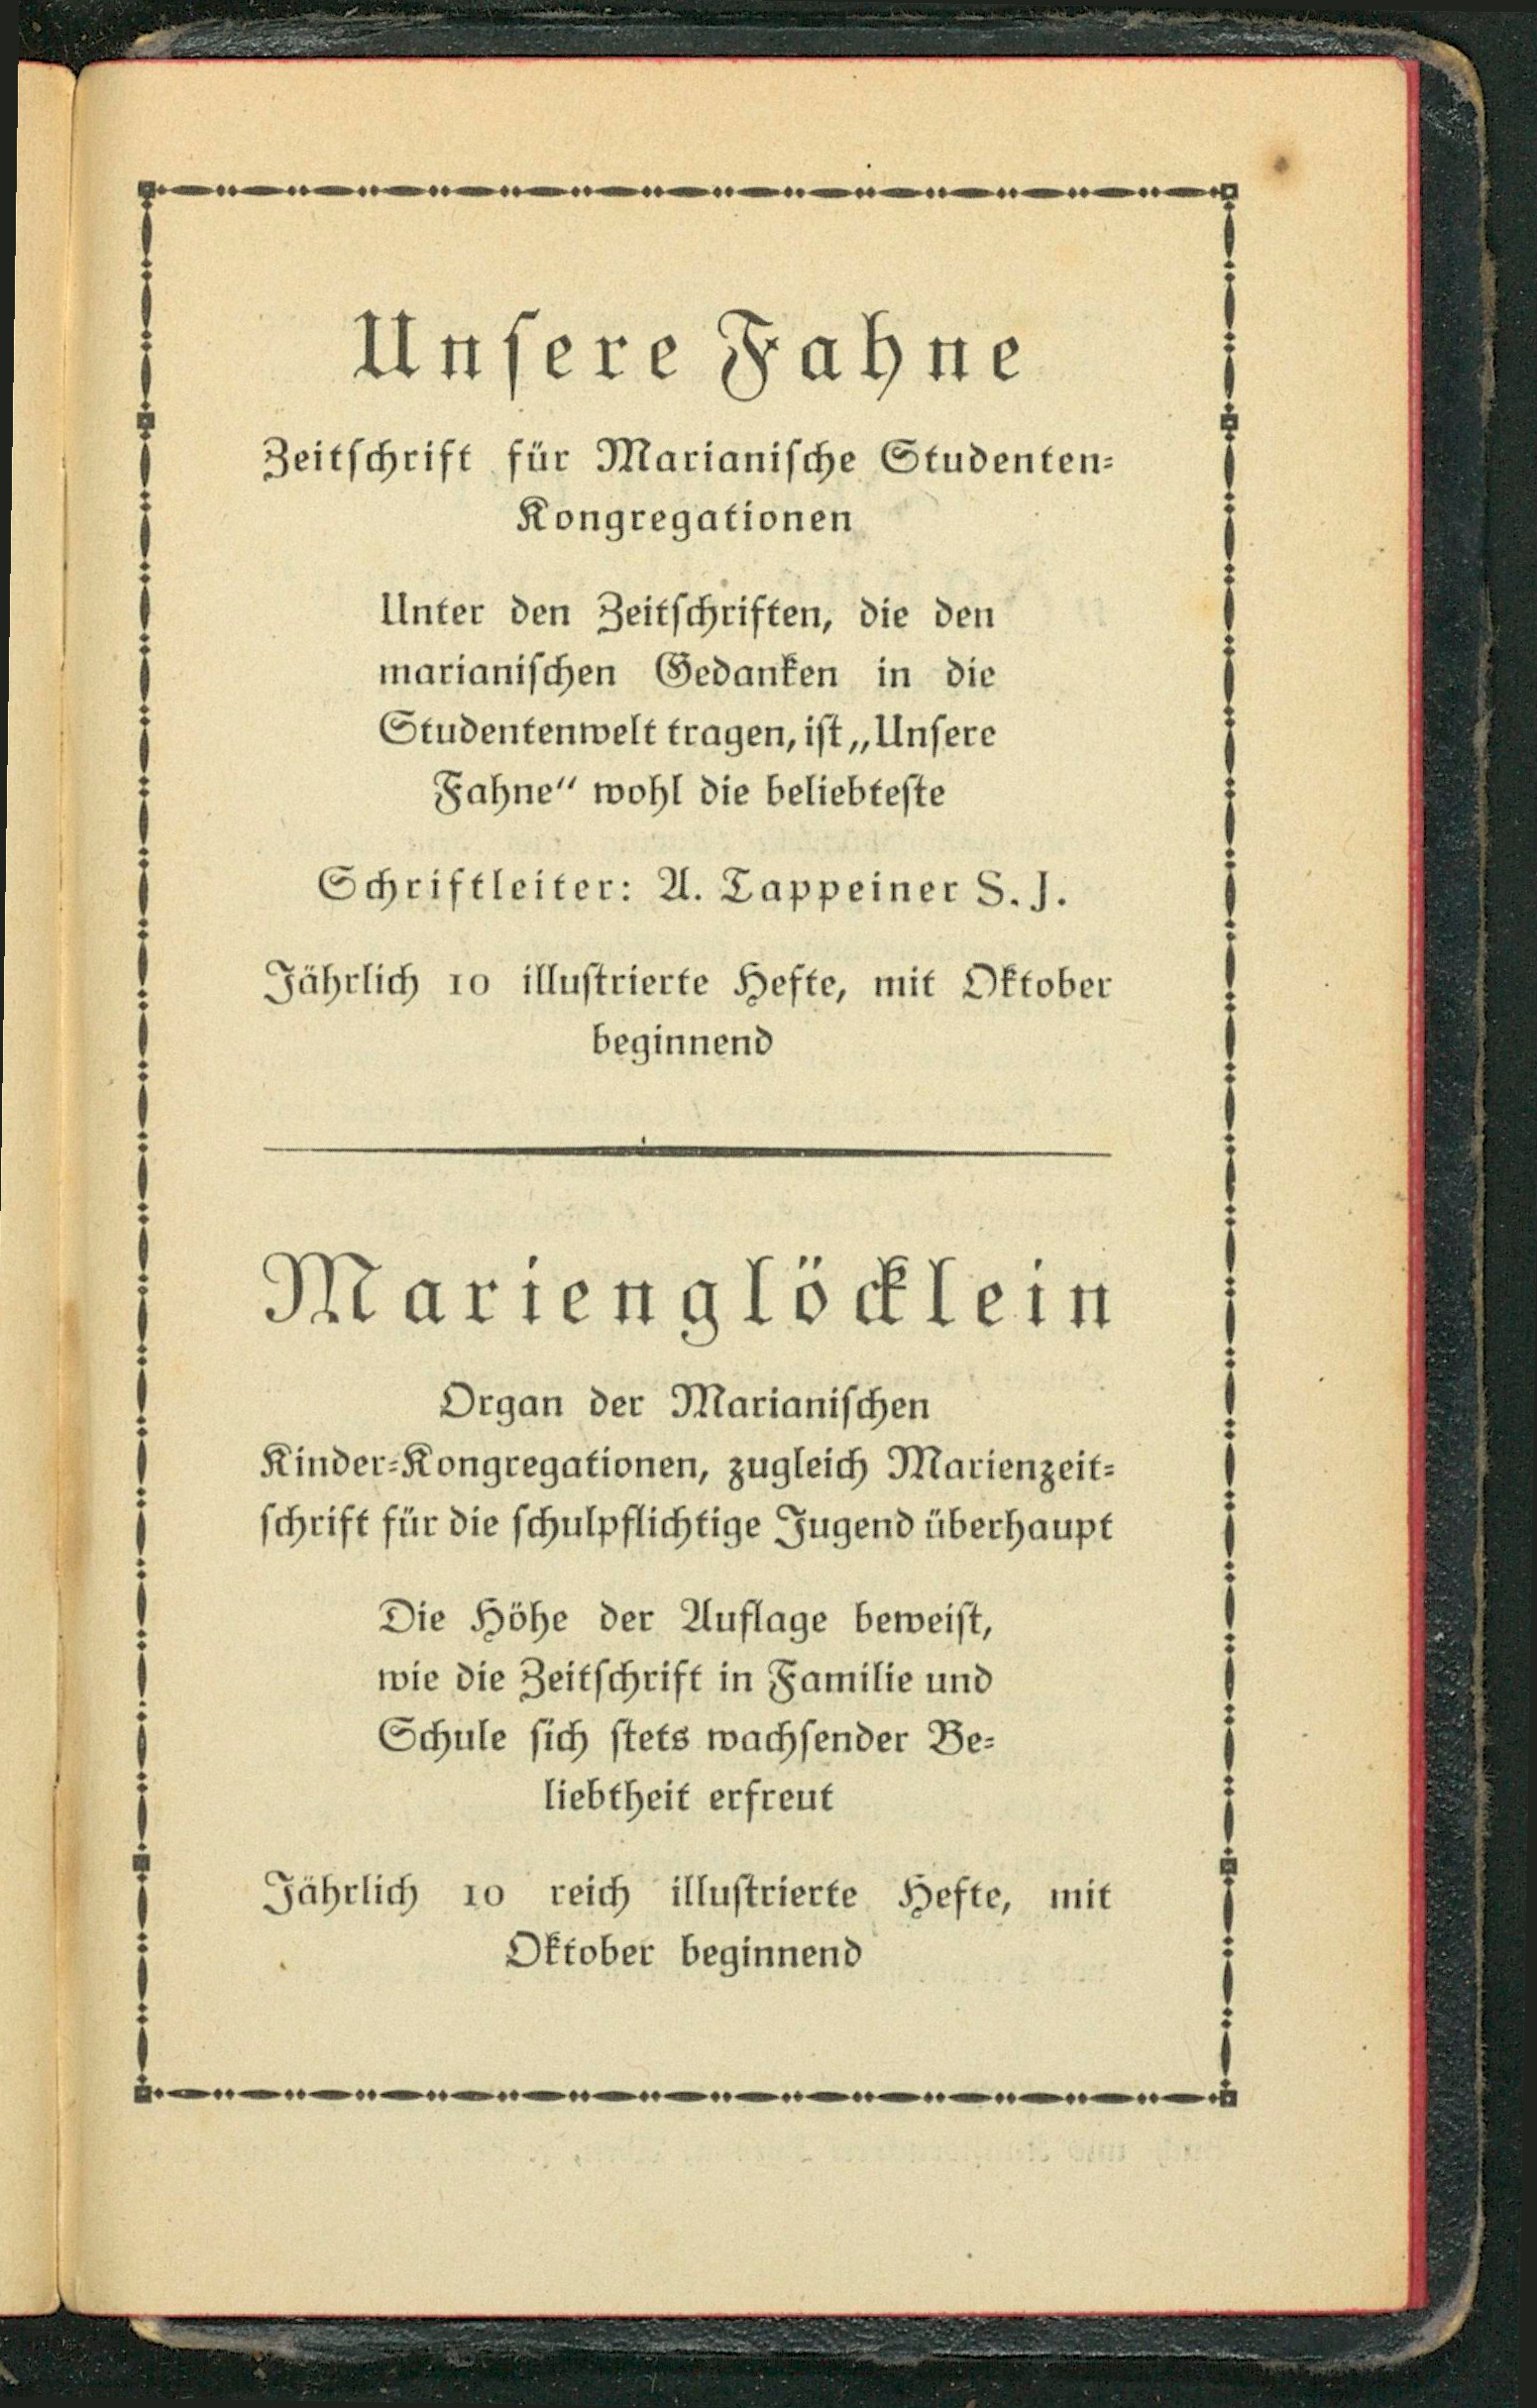 Unſere Fahne
Zeitſchrift für Marianiſche Studenten-
Kongregationen
Unter den Zeitſchriften, die den
marianiſchen Gedanken in die
Studentenwelt tragen, iſt „Unſere
Fahne“ wohl die beliebteſte
Schriftleiter: A. Tappeiner S. J.
Jährlich 10 illuſtrierte Hefte, mit Oktober
beginnend
Marienglöcklein
Organ der Marianiſchen
Kinder-Kongregationen, zugleich Marienzeit-
ſchrift für die ſchulpflichtige Jugend überhaupt
Die Höhe der Auflage beweiſt,
wie die Zeitſchrift in Familie und
Schule ſich ſtets wachſender Be-
liebtheit erfreut
Jährlich 10 reich illuſtrierte Hefte, mit
Oktober beginnend